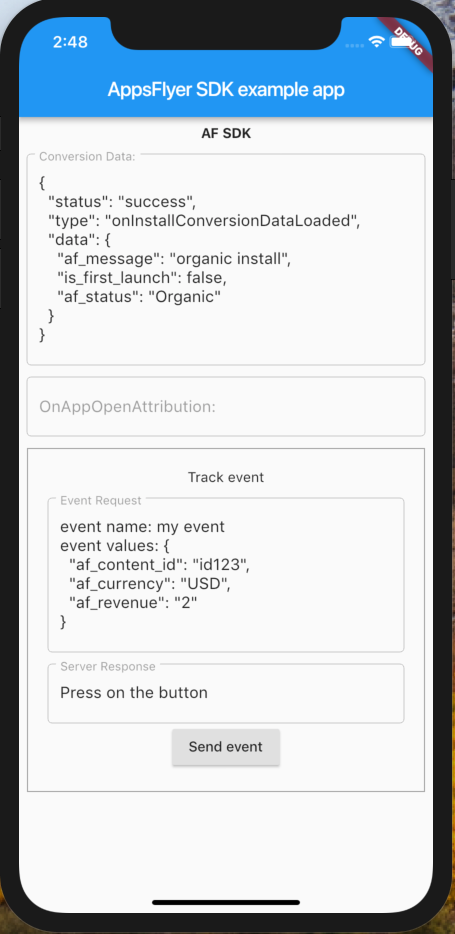 2:48
DEBUG
AppsFlyer SDK example app
AF SDK
Conversion Data:
{
"status": "success",
"type": "onInstallConversionDataLoaded",
"data": {
"af_message": "organic install",
"is_first_launch": false,
"af_status": "Organic"
}
}
OnAppOpenAttribution:
Track event
Event Request
event name: my event
event values: {
"af_content_id": "id123",
"af_currency": "USD",
"af_revenue": "2"
}
Server Response
Press on the button
Send event